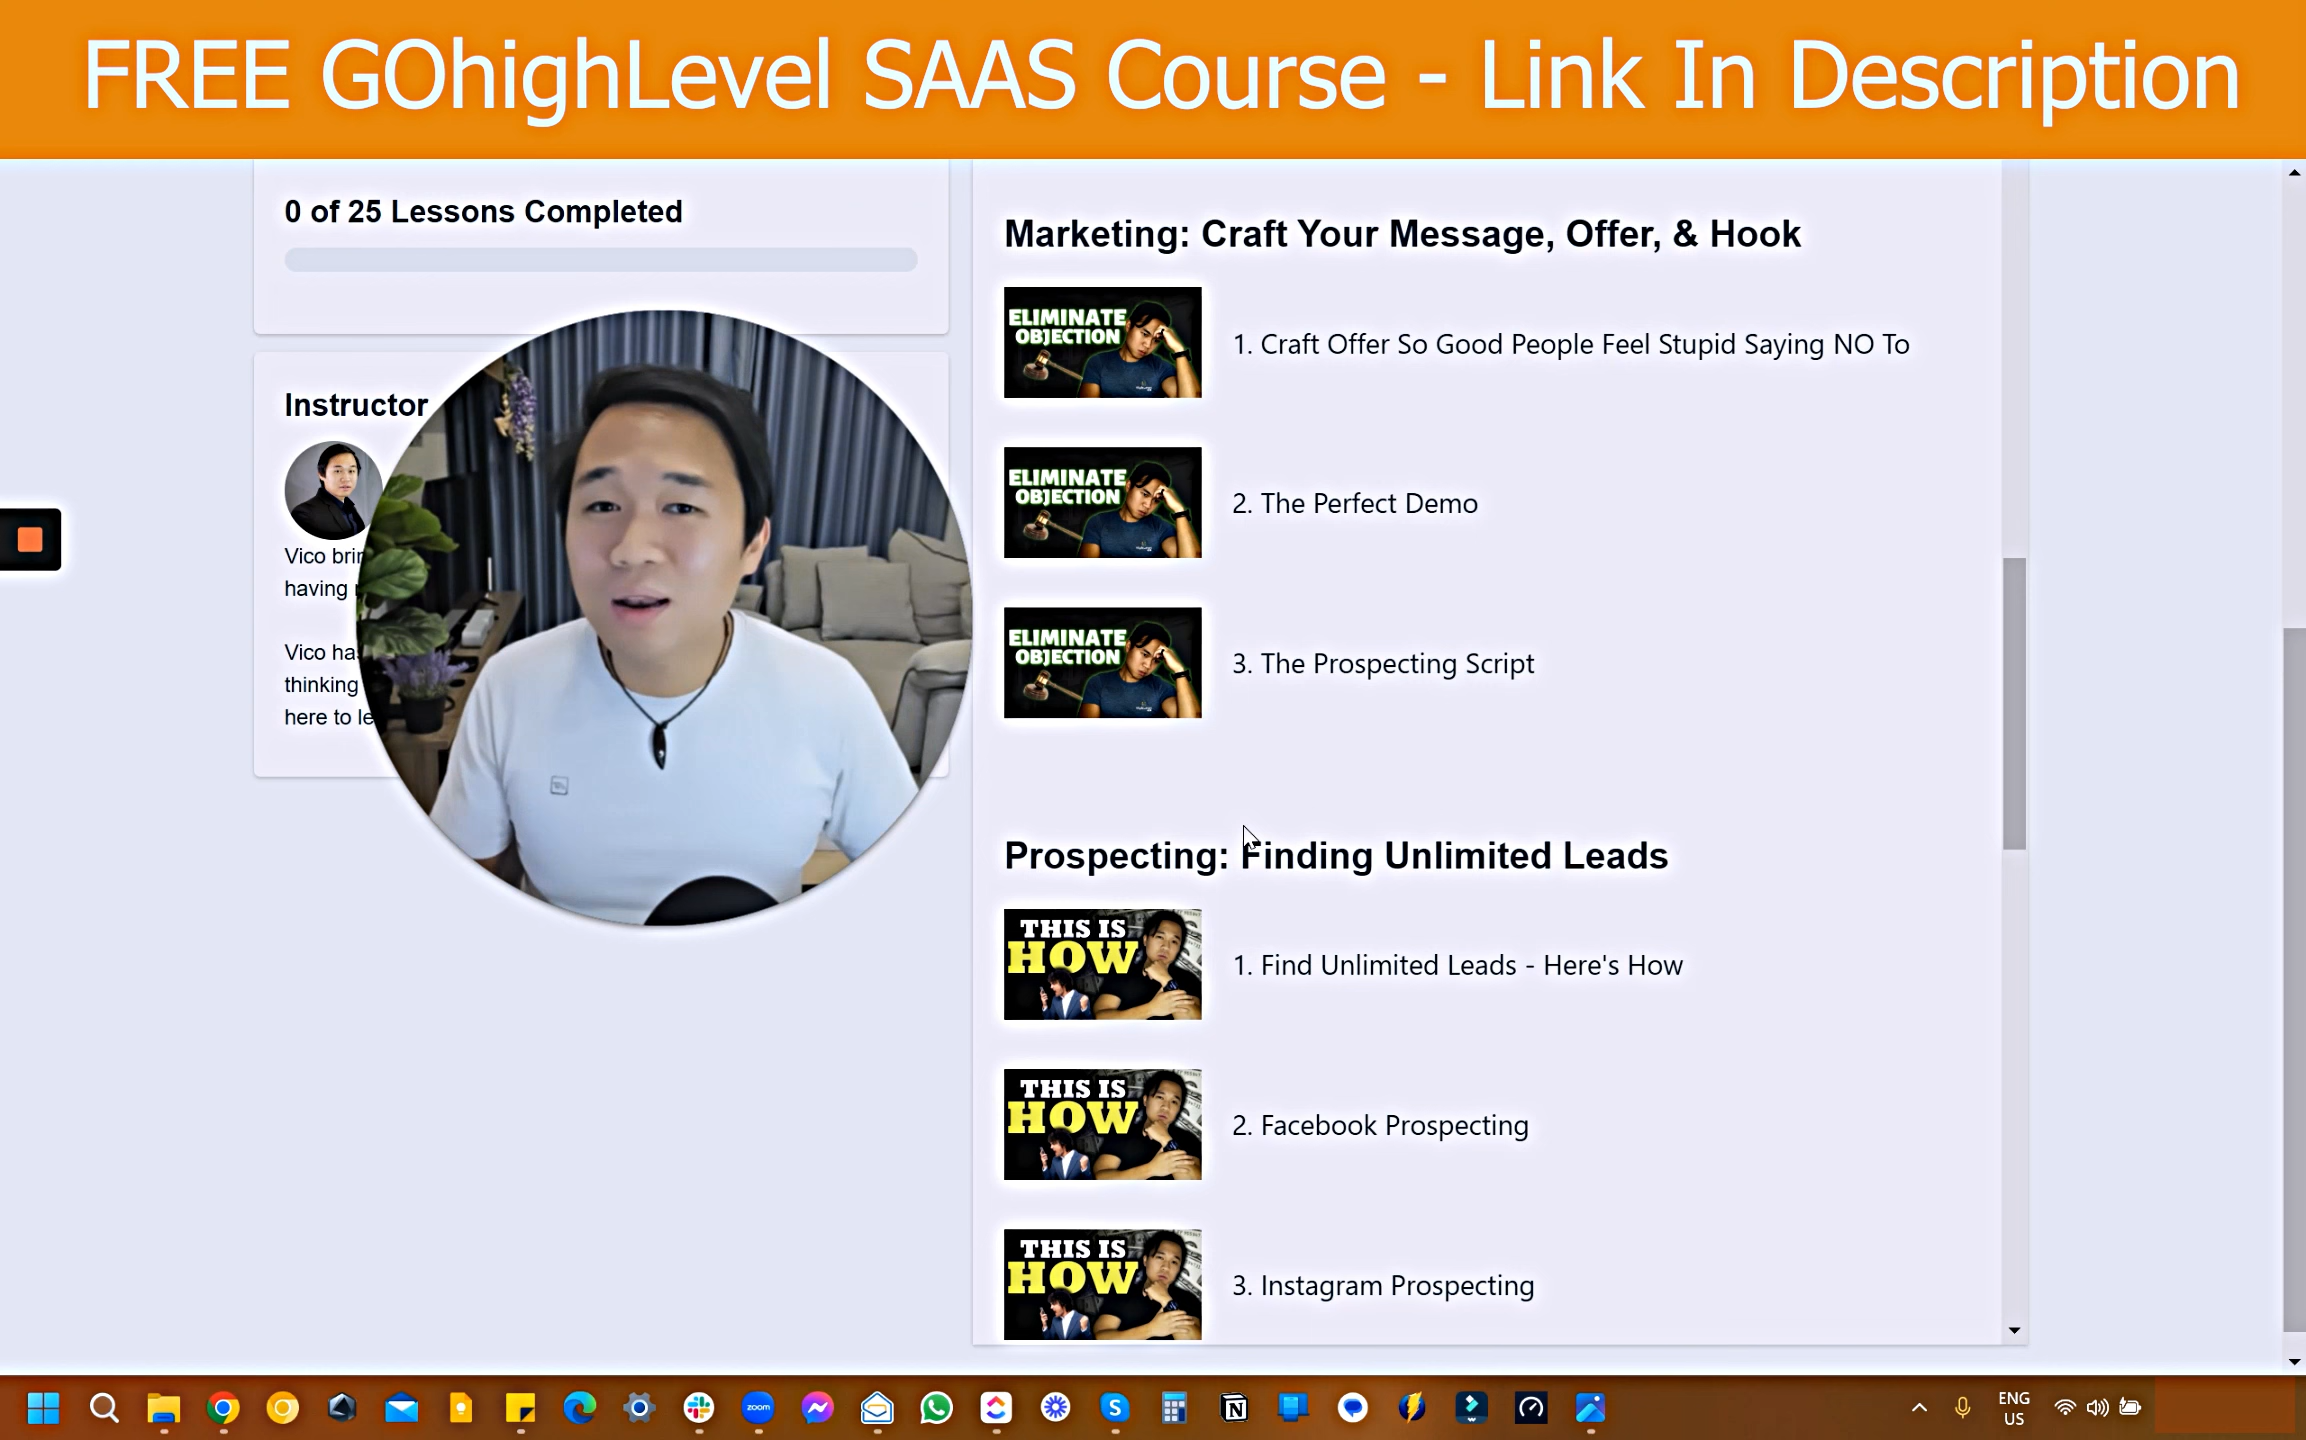 FREE GOhighLevel SAAS Course - Link In Description
0 of 25 Lessons Completed
Instructor
Vico
having
Vico
thinking
here to
Marketing: Craft Your Message, Offer, & Hook
ELIMINATE
OBJECTION
1. Craft Offer So Good People Feel Stupid Saying NO To
ELIMINATE
OBJECTION
2. The Perfect Demo
ELIMINATE
OBJECTION
3. The Prospecting Script
Prospecting: Finding Unlimited Leads
THIS IS
HOW
1. Find Unlimited Leads - Here's How
THIS IS
HOW
2. Facebook Prospecting
THIS IS
HOW
3. Instagram Prospecting
zoom
ENG
US